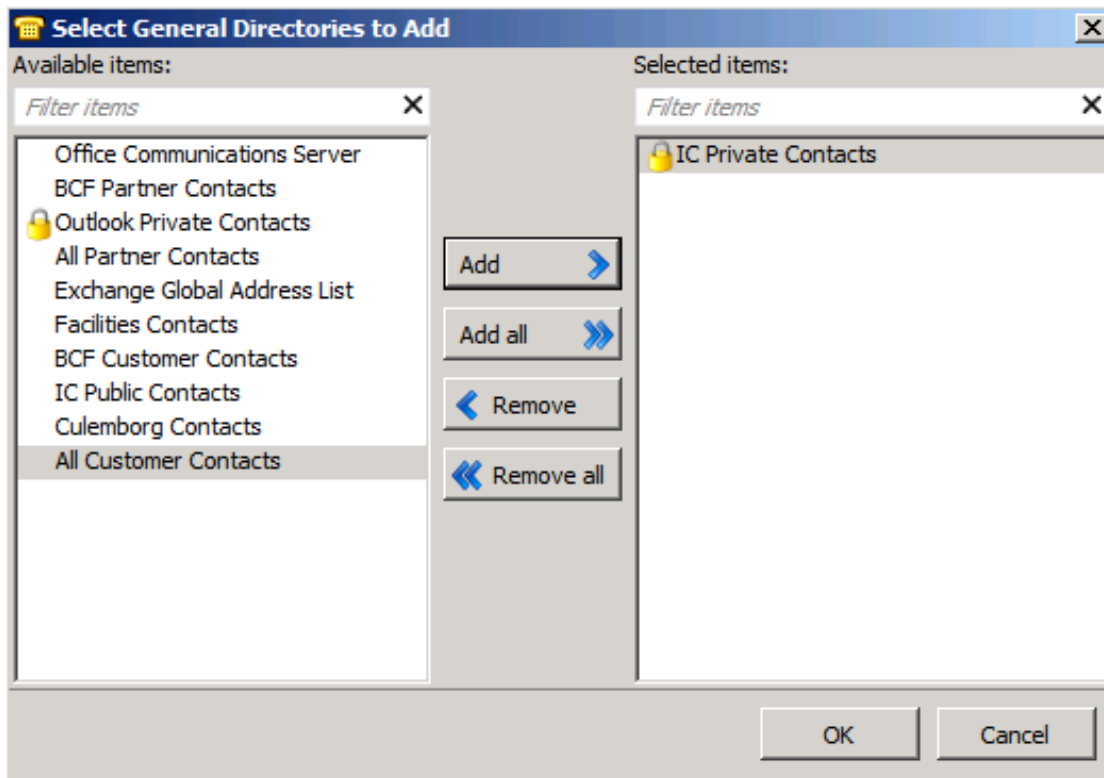 Select General Directories to Add
Available items:
Filter items
Office Communications Server
BCF Partner Contacts
Outlook Private Contacts
All Partner Contacts
Exchange Global Address List
Facilities Contacts
BCF Customer Contacts
IC Public Contacts
Culemborg Contacts
All Customer Contacts
Add
Add all
Remove
Remove all
Selected items:
Filter items
IC Private Contacts
OK
Cancel